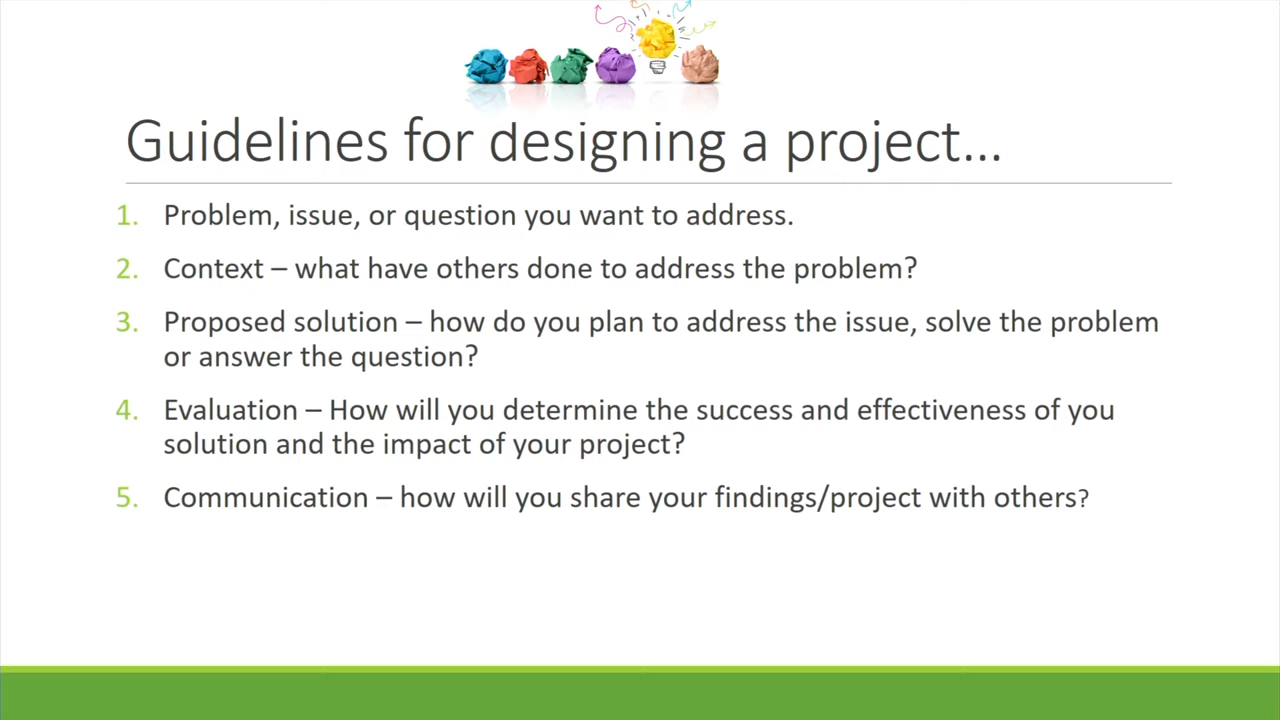 Guidelines for designing a project...
1. Problem, issue, or question you want to address.
2. Context – what have others done to address the problem?
3. Proposed solution – how do you plan to address the issue, solve the problem
or answer the question?
4. Evaluation – How will you determine the success and effectiveness of you
solution and the impact of your project?
5. Communication – how will you share your findings/project with others?